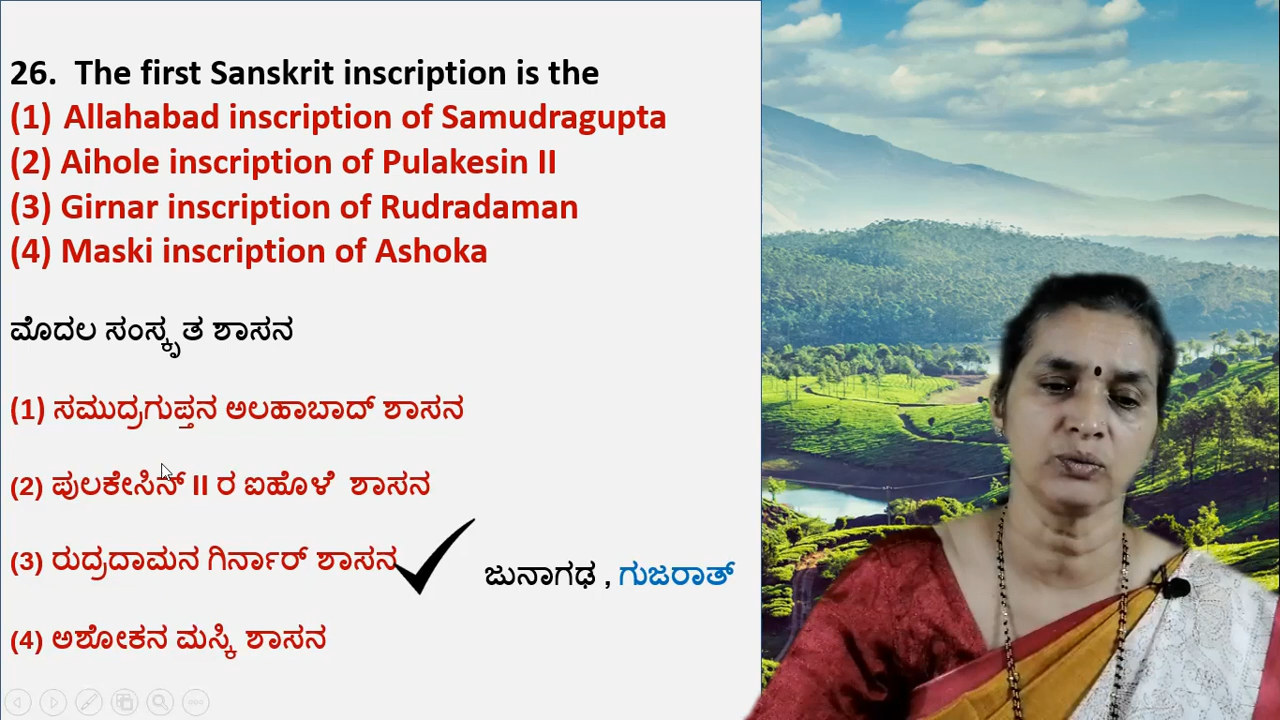 26. The first Sanskrit inscription is the
(1) Allahabad inscription of Samudragupta
(2) Aihole inscription of Pulakesin II
(3) Girnar inscription of Rudradaman
(4) Maski inscription of Ashoka
ಮೊದಲ ಸಂಸ್ಕೃತ ಶಾಸನ
(1) ಸಮುದ್ರಗುಪ್ತನ ಅಲಹಾಬಾದ್ ಶಾಸನ
(2) ಪುಲಕೇಸಿನ್ II ರ ಐಹೊಳೆ ಶಾಸನ
(3) ರುದ್ರದಾಮನ ಗಿರ್ನಾರ್ ಶಾಸನ
ಜುನಾಗಢ , ಗುಜರಾತ್
(4) ಅಶೋಕನ ಮಸ್ಕಿ ಶಾಸನ